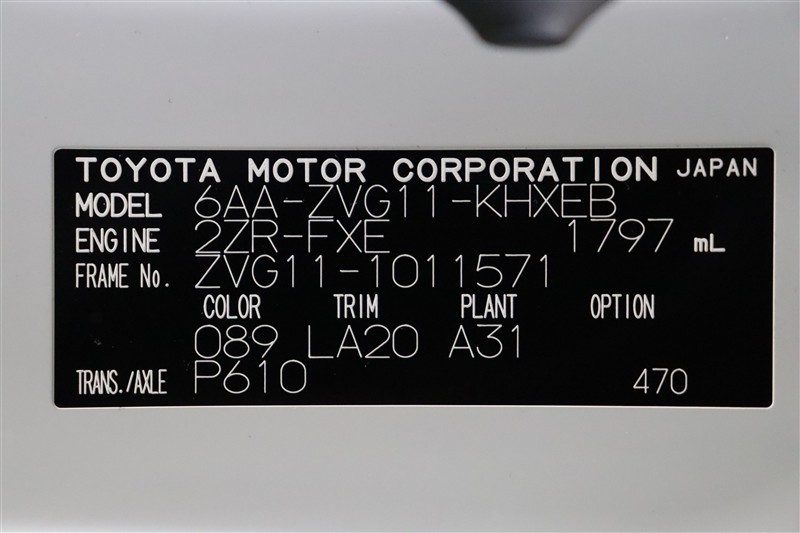 TOYOTA MOTOR CORPORATION JAPAN
MODEL 6AA-ZVG11-KHXEB
ENGINE 2ZR-FXE 1797 mL
FRAME No. ZVG11-1011571
COLOR TRIM PLANT OPTION
089 LA20 A31
TRANS./AXLE P610 470